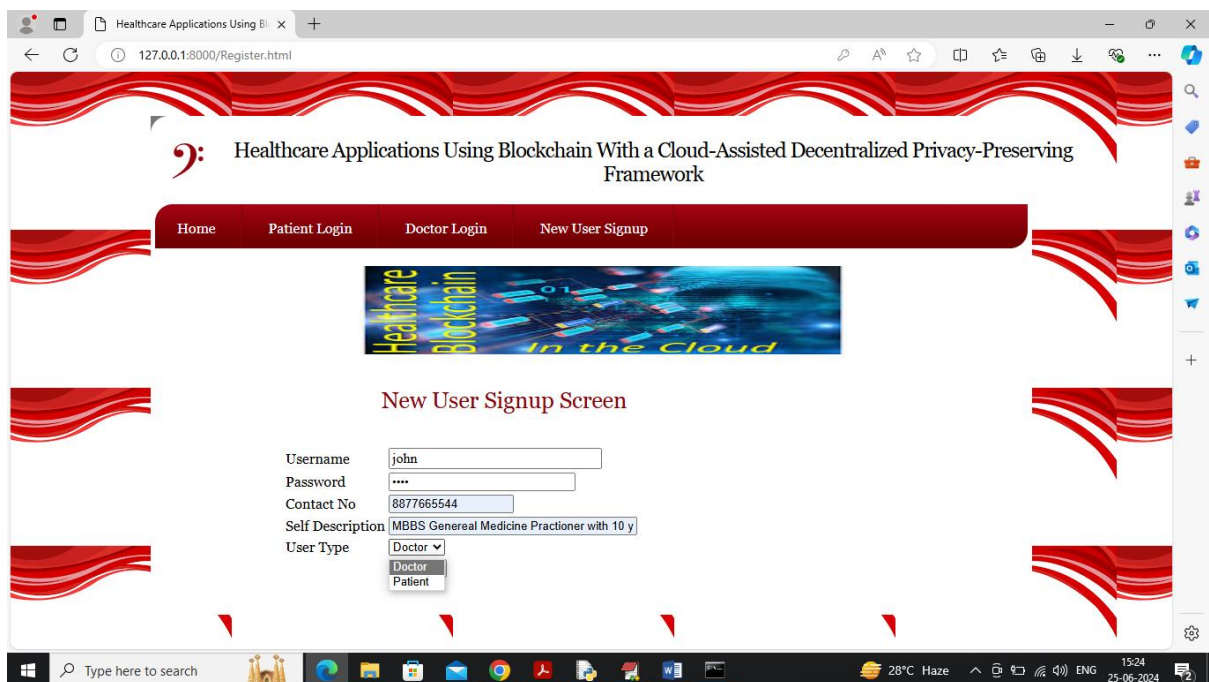 Healthcare Applications Using Bl
127.0.0.1:8000/Register.html
Healthcare Applications Using Blockchain With a Cloud-Assisted Decentralized Privacy-Preserving
Framework
Home Patient Login Doctor Login New User Signup
Healthcare
Blockchain
01
In the Cloud
New User Signup Screen
Username john
Password ••••
Contact No 8877665544
Self Description MBBS Genereal Medicine Practioner with 10 y
User Type Doctor
Doctor
Patient
Type here to search
28°C Haze
ENG
15:24
25-06-2024
2